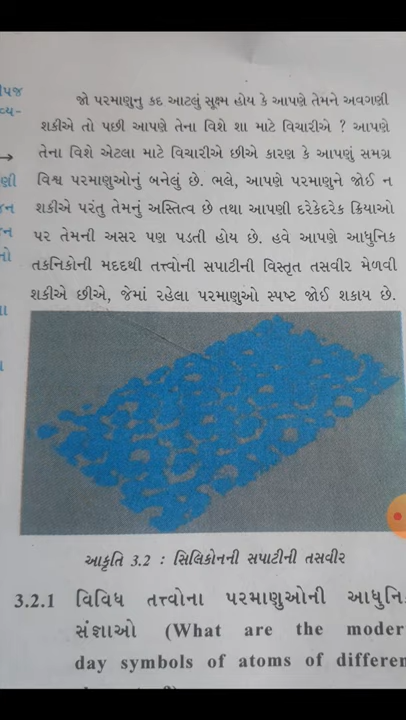 જો પરમાણુનુ કદ આટલું સૂક્ષ્મ હોય કે આપણે તેમને અવગણી
શકીએ તો પછી આપણે તેના વિશે શા માટે વિચારીએ ? આપણે
તેના વિશે એટલા માટે વિચારીએ છીએ કારણ કે આપણું સમગ્ર
વિશ્વ પરમાણુઓનું બનેલું છે. ભલે, આપણે પરમાણુને જોઈ ન
શકીએ પરંતુ તેમનું અસ્તિત્વ છે તથા આપણી દરેકેદરેક ક્રિયાઓ
પર તેમની અસર પણ પડતી હોય છે. હવે આપણે આધુનિક
તકનિકોની મદદથી તત્ત્વોની સપાટીની વિસ્તૃત તસવીર મેળવી
શકીએ છીએ, જેમાં રહેલા પરમાણુઓ સ્પષ્ટ જોઈ શકાય છે.
આકૃતિ 3.2 : સિલિકોનની સપાટીની તસવીર
3.2.1 વિવિધ તત્ત્વોના પરમાણુઓની
સંજ્ઞાઓ (What are the
day symbols of atoms of